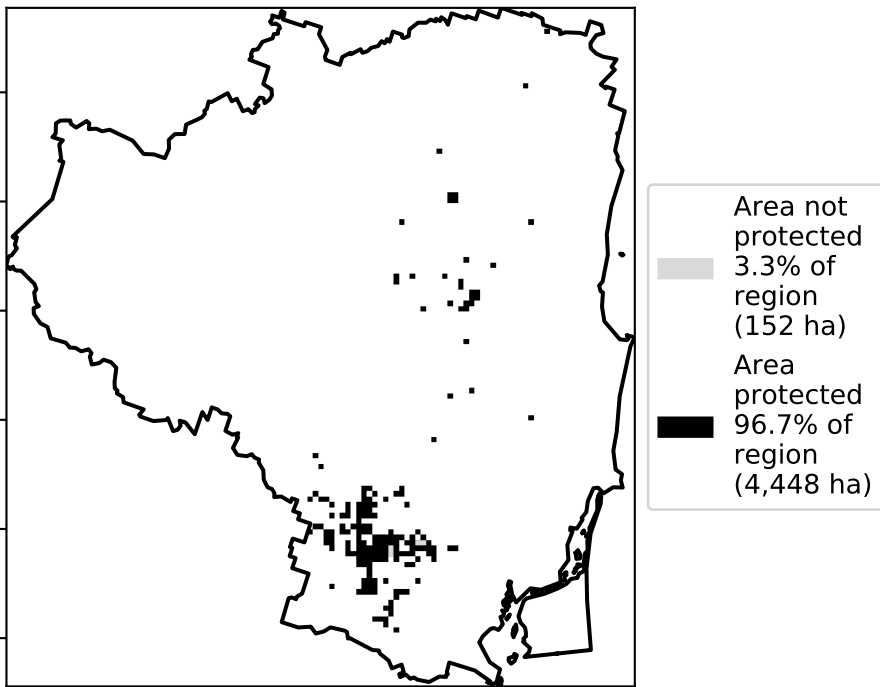 Area not
protected
3.3% of
region
(152 ha)
Area
protected
96.7% of
region
(4,448 ha)